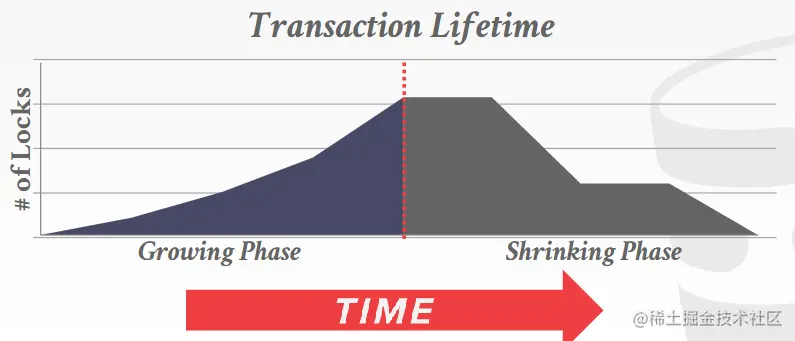 Transaction Lifetime
# of Locks
Growing Phase
Shrinking Phase
TIME
@稀土掘金技术社区